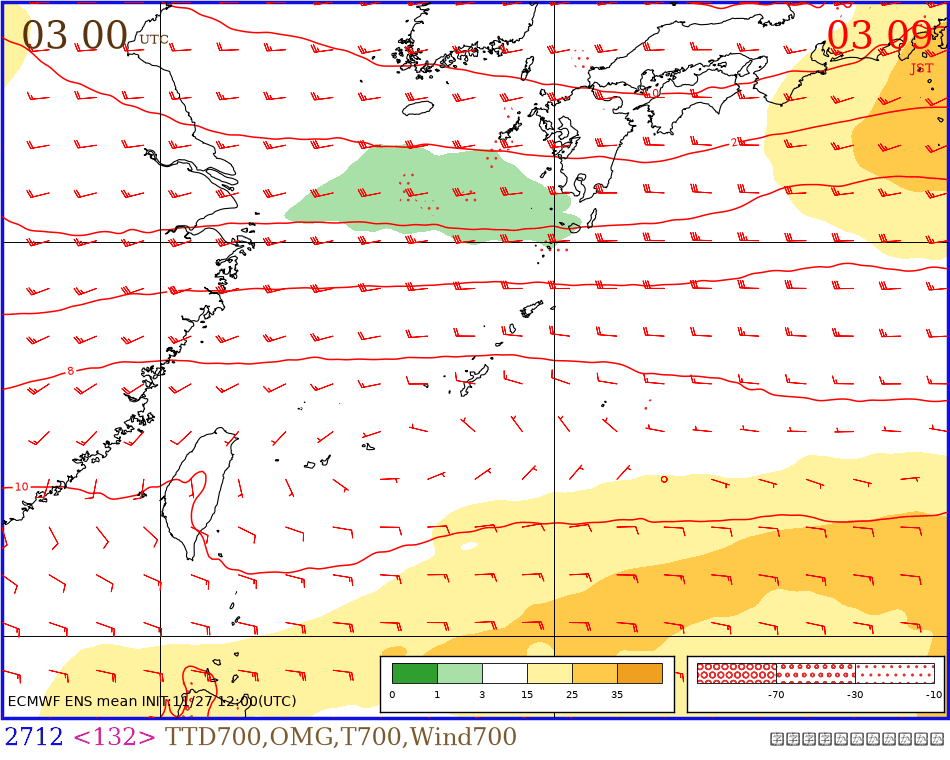 03 00 UTC
03 09 JST
0
2
8
10
0 1 3 15 25 35
-70 -30 -10
ECMWF ENS mean INIT:11/27 12:00(UTC)
2712 <132> TTD700,OMG,T700,Wind700